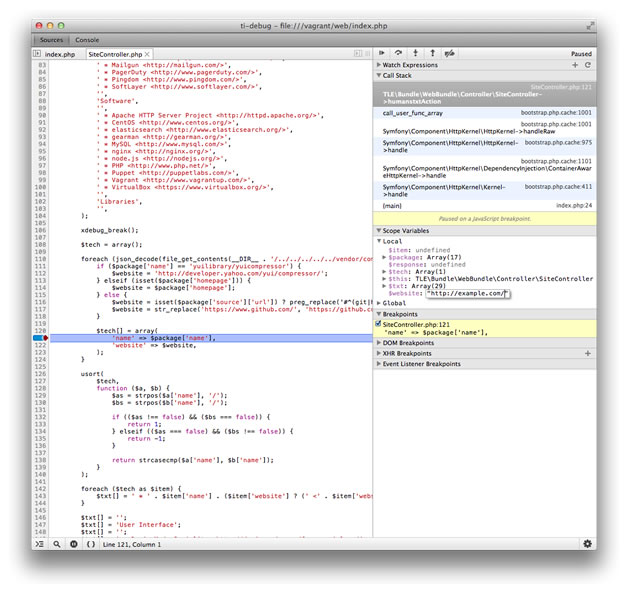 ti-debug - file:///vagrant/web/index.php
Sources Console
index.php SiteController.php × Paused
83 ' * Mailgun <http://mailgun.com/>',
84 ' * PagerDuty <http://www.pagerduty.com/>',
85 ' * Pingdom <http://www.pingdom.com/>',
86 ' * SoftLayer <http://www.softlayer.com/>',
87 '',
88 'Software',
89 '',
90 ' * Apache HTTP Server Project <http://httpd.apache.org/>',
91 ' * CentOS <http://www.centos.org/>',
92 ' * elasticsearch <http://www.elasticsearch.org/>',
93 ' * gearman <http://gearman.org/>',
94 ' * MySQL <http://www.mysql.com/>',
95 ' * nginx <http://nginx.org/>',
96 ' * node.js <http://nodejs.org/>',
97 ' * PHP <http://www.php.net/>',
98 ' * Puppet <http://puppetlabs.com/>',
99 ' * Vagrant <http://www.vagrantup.com/>',
100 ' * VirtualBox <https://www.virtualbox.org/>',
101 '',
102 'Libraries',
103 '',
104 );
105
106 xdebug_break();
107
108 $tech = array();
109
110 foreach (json_decode(file_get_contents(__DIR__ . '/../../../../../vendor/co
111 if ($package['name'] == 'yuilibrary/yuicompressor') {
112 $website = 'http://developer.yahoo.com/yui/compressor/';
113 } elseif (isset($package['homepage'])) {
114 $website = $package['homepage'];
115 } else {
116 $website = isset($package['source']['url']) ? preg_replace('#^(git|
117 $website = str_replace('https://www.github.com/', 'https://github.c
118 }
119
120 $tech[] = array(
121 'name' => $package['name'],
122 'website' => $website,
123 );
124 }
125
126 usort(
127 $tech,
128 function ($a, $b) {
129 $as = strpos($a['name'], '/');
130 $bs = strpos($b['name'], '/');
131
132 if (($as !== false) && ($bs === false)) {
133 return 1;
134 } elseif (($as === false) && ($bs !== false)) {
135 return -1;
136 }
137
138 return strcasecmp($a['name'], $b['name']);
139 }
140 );
141
142 foreach ($tech as $item) {
143 $txt[] = ' * ' . $item['name'] . ($item['website'] ? (' <' . $item['web
144 }
145
146 $txt[] = '';
147 $txt[] = 'User Interface';
148 $txt[] = '';
Line 121, Column 1
Watch Expressions
Call Stack
SiteController.php:121
TLE\Bundle\WebBundle\Controller\SiteController-
>humanstxtAction
call_user_func_array bootstrap.php.cache:1001
bootstrap.php.cache:1001
Symfony\Component\HttpKernel\HttpKernel->handleRaw
Symfony\Component\HttpKernel\HttpKernel- bootstrap.php.cache:975
>handle
bootstrap.php.cache:1101
Symfony\Component\HttpKernel\DependencyInjection\ContainerAwa
reHttpKernel->handle
Symfony\Component\HttpKernel\Kernel- bootstrap.php.cache:411
>handle
{main} index.php:24
Paused on a JavaScript breakpoint.
Scope Variables
Local
$item: undefined
$package: Array(17)
$response: undefined
$tech: Array(1)
$this: TLE\Bundle\WebBundle\Controller\SiteController
$txt: Array(29)
$website: "http://example.com/"
Global
Breakpoints
SiteController.php:121
'name' => $package['name'],
DOM Breakpoints
XHR Breakpoints
Event Listener Breakpoints